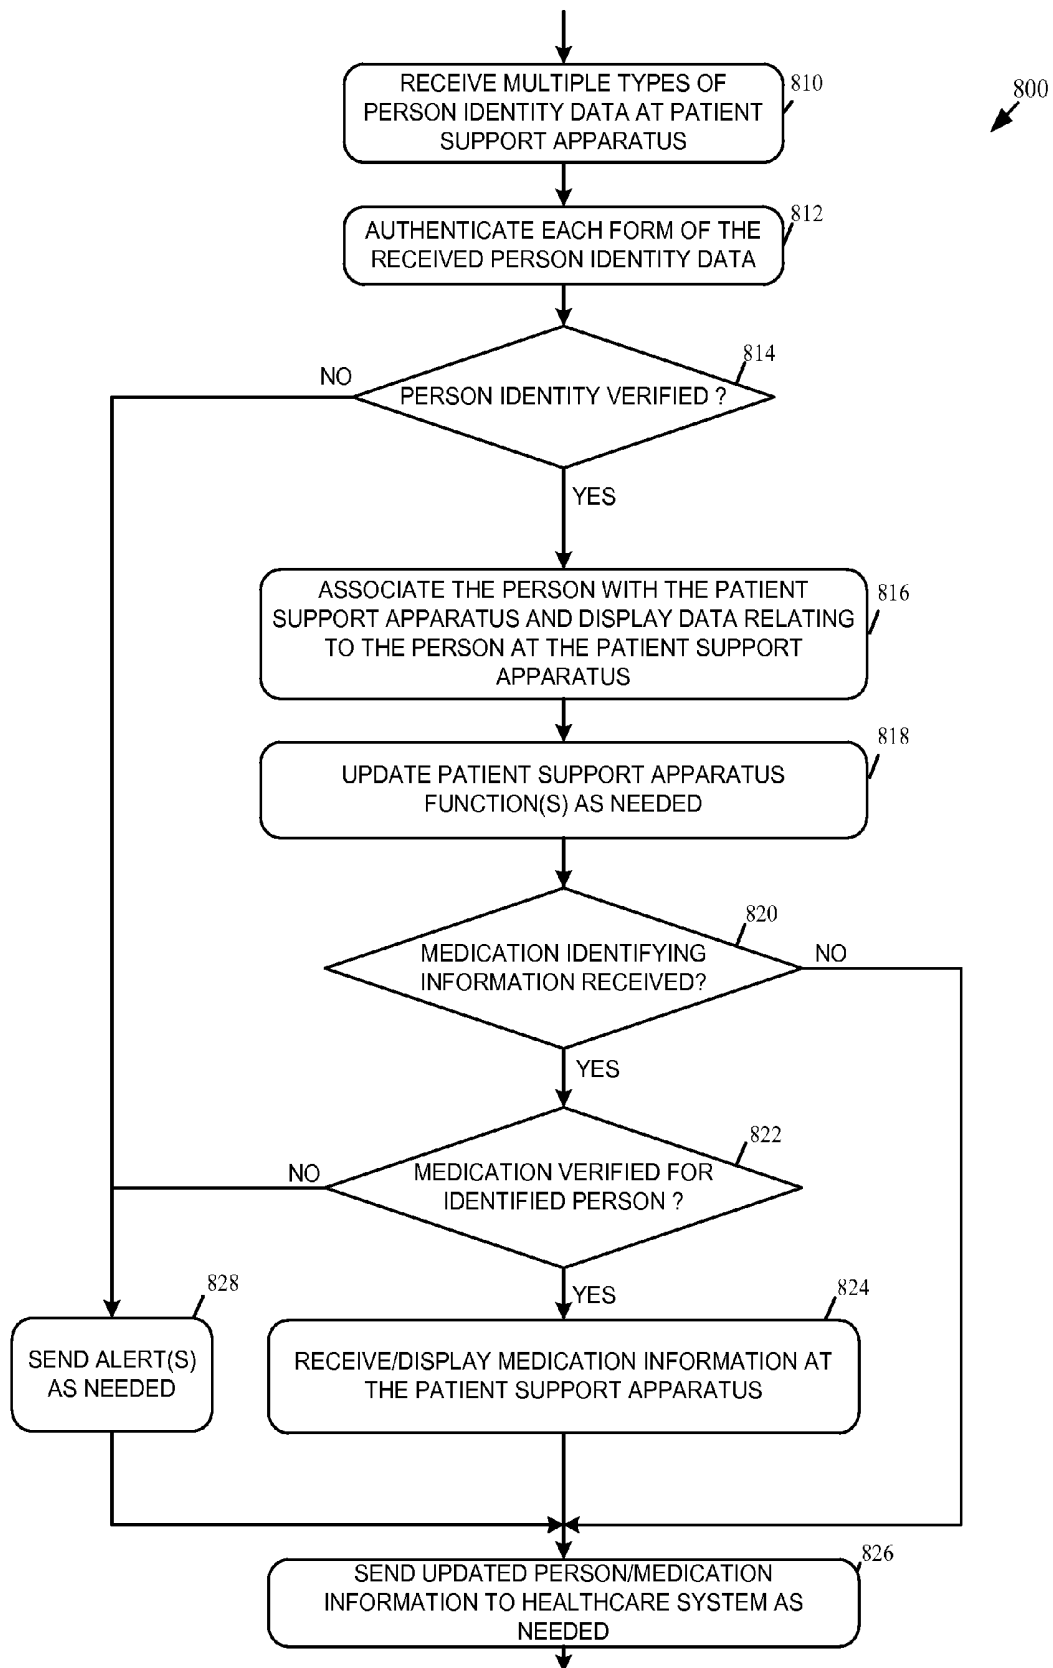 800
RECEIVE MULTIPLE TYPES OF
PERSON IDENTITY DATA AT PATIENT
SUPPORT APPARATUS
810
AUTHENTICATE EACH FORM OF THE
RECEIVED PERSON IDENTITY DATA
812
PERSON IDENTITY VERIFIED ?
814
NO
YES
ASSOCIATE THE PERSON WITH THE PATIENT
SUPPORT APPARATUS AND DISPLAY DATA RELATING
TO THE PERSON AT THE PATIENT SUPPORT
APPARATUS
816
UPDATE PATIENT SUPPORT APPARATUS
FUNCTION(S) AS NEEDED
818
MEDICATION IDENTIFYING
INFORMATION RECEIVED?
820
NO
YES
MEDICATION VERIFIED FOR
IDENTIFIED PERSON ?
822
NO
YES
SEND ALERT(S)
AS NEEDED
828
RECEIVE/DISPLAY MEDICATION INFORMATION AT
THE PATIENT SUPPORT APPARATUS
824
SEND UPDATED PERSON/MEDICATION
INFORMATION TO HEALTHCARE SYSTEM AS
NEEDED
826